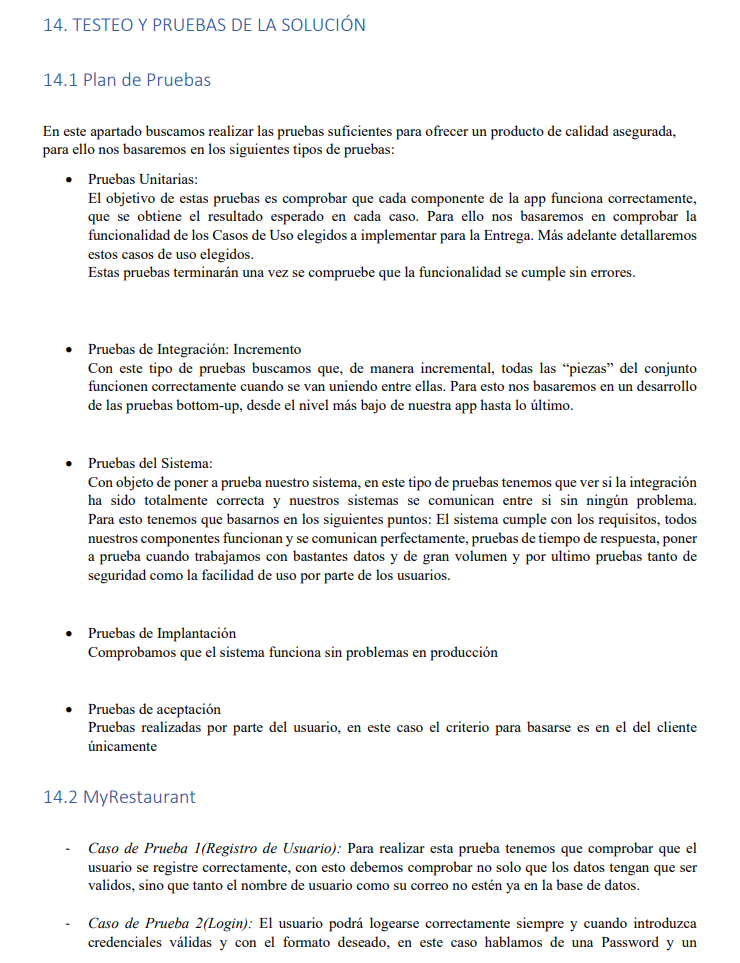 14. TESTEO Y PRUEBAS DE LA SOLUCIÓN
14.1 Plan de Pruebas
En este apartado buscamos realizar las pruebas suficientes para ofrecer un producto de calidad asegurada,
para ello nos basaremos en los siguientes tipos de pruebas:
• Pruebas Unitarias:
El objetivo de estas pruebas es comprobar que cada componente de la app funciona correctamente,
que se obtiene el resultado esperado en cada caso. Para ello nos basaremos en comprobar la
funcionalidad de los Casos de Uso elegidos a implementar para la Entrega. Más adelante detallaremos
estos casos de uso elegidos.
Estas pruebas terminarán una vez se compruebe que la funcionalidad se cumple sin errores.
• Pruebas de Integración: Incremento
Con este tipo de pruebas buscamos que, de manera incremental, todas las “piezas” del conjunto
funcionen correctamente cuando se van uniendo entre ellas. Para esto nos basaremos en un desarrollo
de las pruebas bottom-up, desde el nivel más bajo de nuestra app hasta lo último.
• Pruebas del Sistema:
Con objeto de poner a prueba nuestro sistema, en este tipo de pruebas tenemos que ver si la integración
ha sido totalmente correcta y nuestros sistemas se comunican entre si sin ningún problema.
Para esto tenemos que basarnos en los siguientes puntos: El sistema cumple con los requisitos, todos
nuestros componentes funcionan y se comunican perfectamente, pruebas de tiempo de respuesta, poner
a prueba cuando trabajamos con bastantes datos y de gran volumen y por ultimo pruebas tanto de
seguridad como la facilidad de uso por parte de los usuarios.
• Pruebas de Implantación
Comprobamos que el sistema funciona sin problemas en producción
• Pruebas de aceptación
Pruebas realizadas por parte del usuario, en este caso el criterio para basarse es en el del cliente
únicamente
14.2 MyRestaurant
- Caso de Prueba 1(Registro de Usuario): Para realizar esta prueba tenemos que comprobar que el
usuario se registre correctamente, con esto debemos comprobar no solo que los datos tengan que ser
validos, sino que tanto el nombre de usuario como su correo no estén ya en la base de datos.
- Caso de Prueba 2(Login): El usuario podrá logearse correctamente siempre y cuando introduzca
credenciales válidas y con el formato deseado, en este caso hablamos de una Password y un